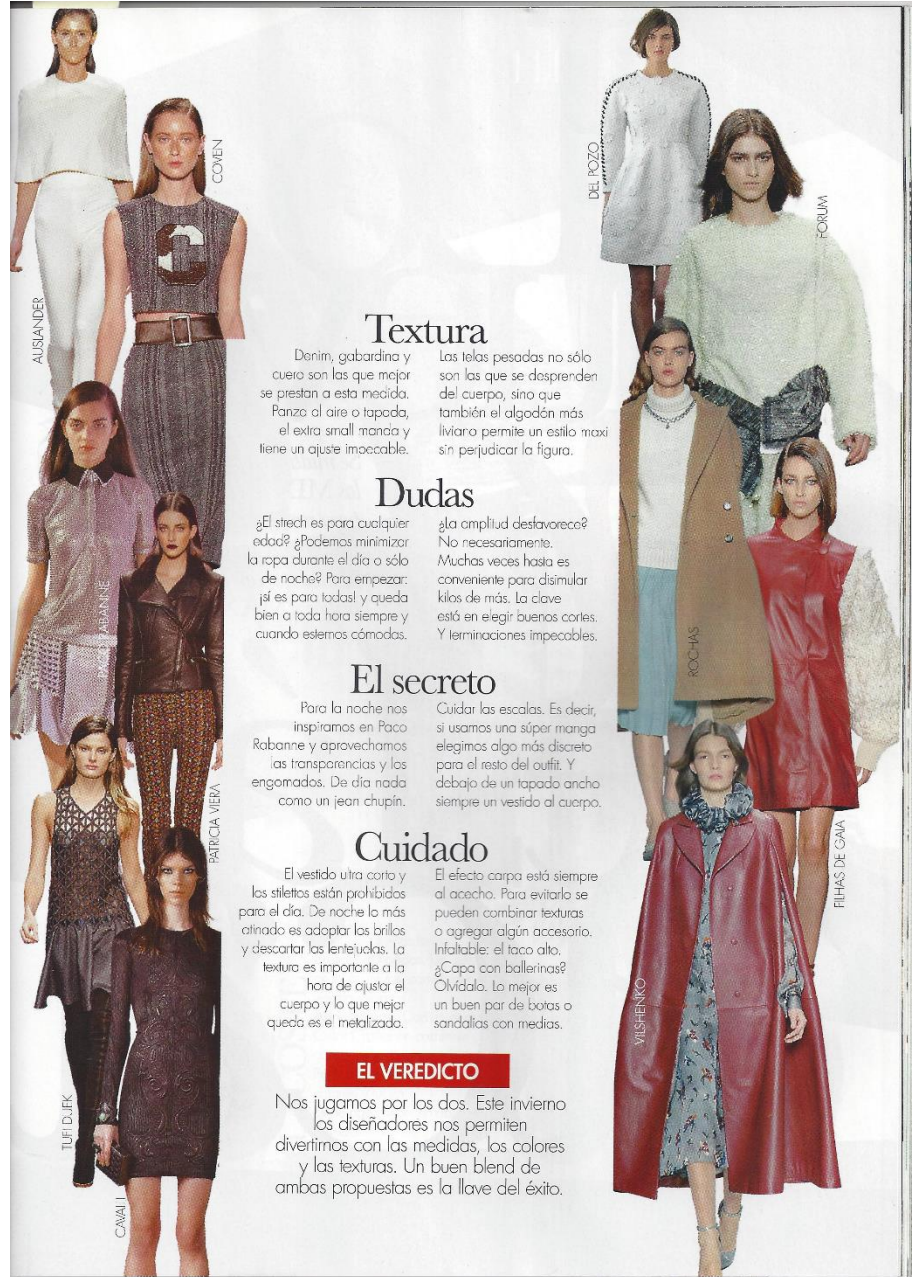 AUSLANDER
COVEN
DEL POZO
FORUM
Textura
Denim, gabardina y
cuero son las que mejor
se prestan a esta medida.
Panza al aire o tapada,
el extra small manda y
tiene un ajuste impecable.
Las telas pesadas no sólo
son las que se desprenden
del cuerpo, sino que
también el algodón más
liviano permite un estilo maxi
sin perjudicar la figura.
Dudas
¿El strech es para cualquier
edad? ¿Podemos minimizar
la ropa durante el día o sólo
de noche? Para empezar:
¡sí es para todas! y queda
bien a toda hora siempre y
cuando estemos cómodas.
¿La amplitud desfavorece?
No necesariamente.
Muchas veces hasta es
conveniente para disimular
kilos de más. La clave
está en elegir buenos cortes.
Y terminaciones impecables.
PACO RABANNE
ROCHAS
El secreto
Para la noche nos
inspiramos en Paco
Rabanne y aprovechamos
las transparencias y los
engomados. De día nada
como un jean chupín.
Cuidar las escalas. Es decir,
si usamos una súper manga
elegimos algo más discreto
para el resto del outfit. Y
debajo de un tapado ancho
siempre un vestido al cuerpo.
PATRICIA VIERA
FILHAS DE GAIA
Cuidado
El vestido utra corto y
los stilettos están prohibidos
para el día. De noche lo más
atinado es adoptar los brillos
y descartar las lentejuelas. La
textura es importante a la
hora de ajustar el
cuerpo y lo que mejor
queda es el metalizado.
El efecto carpa está siempre
al acecho. Para evitarlo se
pueden combinar texturas
o agregar algún accesorio.
Infaltable: el taco alto.
¿Capa con ballerinas?
Olvídalo. Lo mejor es
un buen par de botas o
sandalias con medias.
VILSHENKO
TUFI DUEK
CAVALLI
EL VEREDICTO
Nos jugamos por los dos. Este invierno
los diseñadores nos permiten
divertirnos con las medidas, los colores
y las texturas. Un buen blend de
ambas propuestas es la llave del éxito.